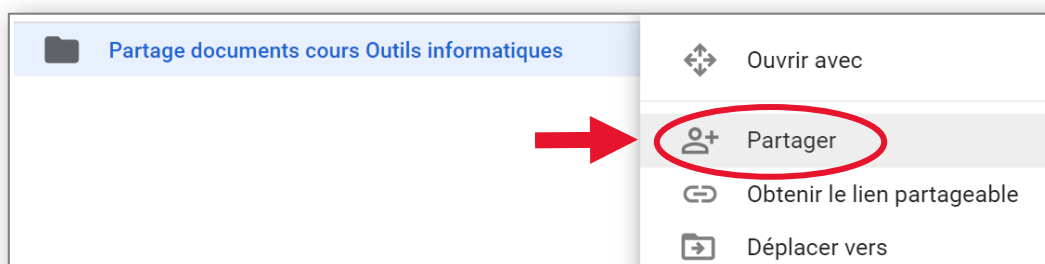 Partage documents cours Outils informatiques
Ouvrir avec
Partager
Obtenir le lien partageable
Déplacer vers